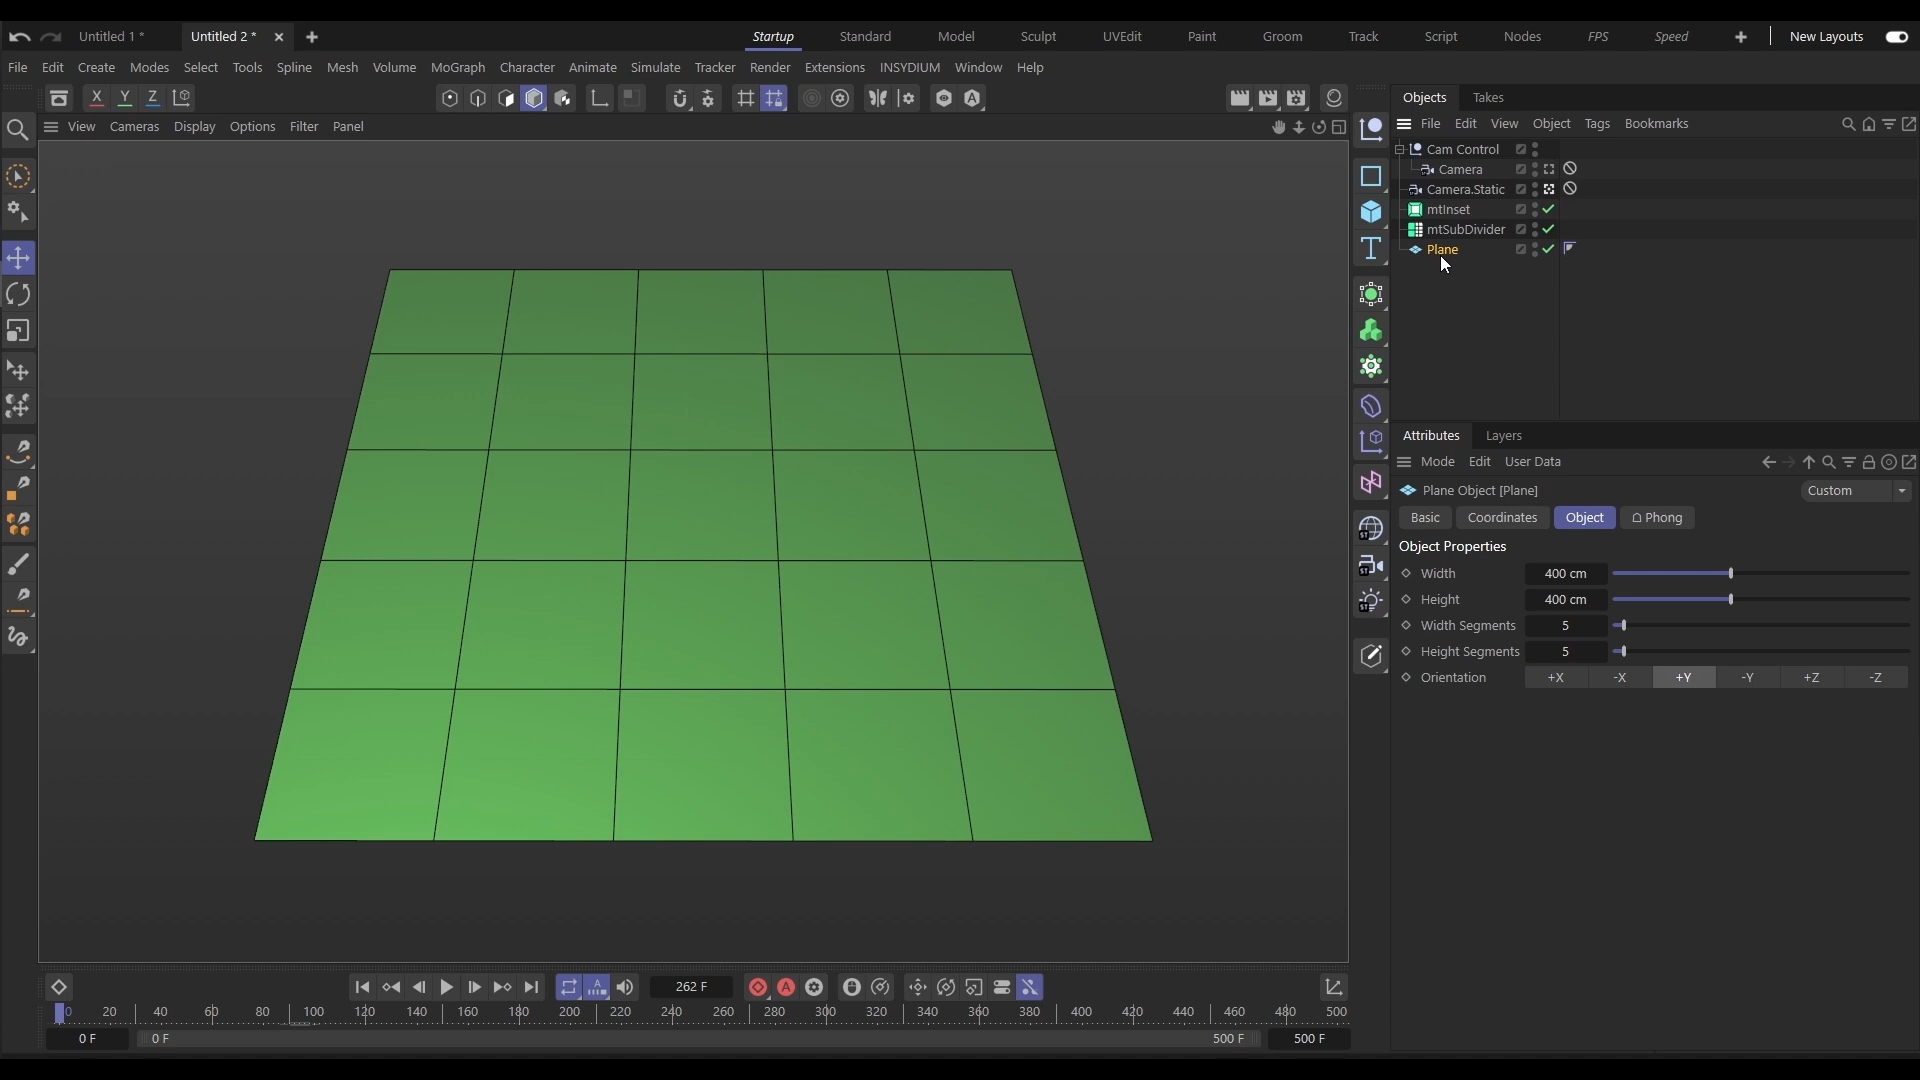 Untitled 1 *
Untitled 2 *
Startup Standard Model Sculpt UVEdit Paint Groom Track Script Nodes FPS Speed New Layouts
File Edit Create Modes Select Tools Spline Mesh Volume MoGraph Character Animate Simulate Tracker Render Extensions INSYDIUM Window Help
X Y Z
A
Objects Takes
View Cameras Display Options Filter Panel
File Edit View Object Tags Bookmarks
Cam Control
Camera
Camera.Static
mtInset
mtSubDivider
Plane
T
ST
ST
ST
Attributes Layers
Mode Edit User Data
Plane Object [Plane]
Custom
Basic Coordinates Object Phong
Object Properties
Width 400 cm
Height 400 cm
Width Segments 5
Height Segments 5
Orientation +X -X +Y -Y +Z -Z
A 262 F A
0 20 40 60 80 100 120 140 160 180 200 220 240 260 280 300 320 340 360 380 400 420 440 460 480 500
0 F 0 F 500 F 500 F